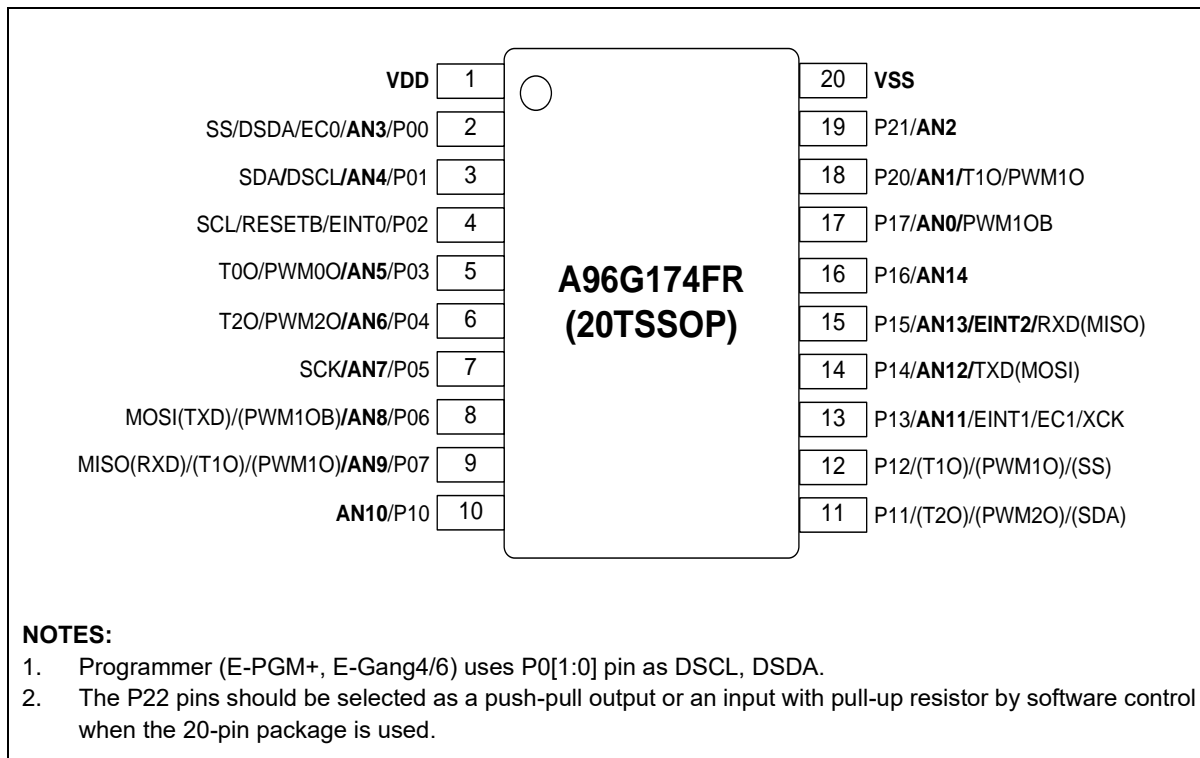 VDD 1
20 VSS
SS/DSDA/EC0/AN3/P00 2
19 P21/AN2
SDA/DSCL/AN4/P01 3
18 P20/AN1/T1O/PWM1O
SCL/RESETB/EINT0/P02 4
17 P17/AN0/PWM1OB
T0O/PWM0O/AN5/P03 5
16 P16/AN14
A96G174FR
(20TSSOP)
T2O/PWM2O/AN6/P04 6
15 P15/AN13/EINT2/RXD(MISO)
SCK/AN7/P05 7
14 P14/AN12/TXD(MOSI)
MOSI(TXD)/(PWM1OB)/AN8/P06 8
13 P13/AN11/EINT1/EC1/XCK
MISO(RXD)/(T1O)/(PWM1O)/AN9/P07 9
12 P12/(T1O)/(PWM1O)/(SS)
AN10/P10 10
11 P11/(T2O)/(PWM2O)/(SDA)
NOTES:
1. Programmer (E-PGM+, E-Gang4/6) uses P0[1:0] pin as DSCL, DSDA.
2. The P22 pins should be selected as a push-pull output or an input with pull-up resistor by software control
when the 20-pin package is used.